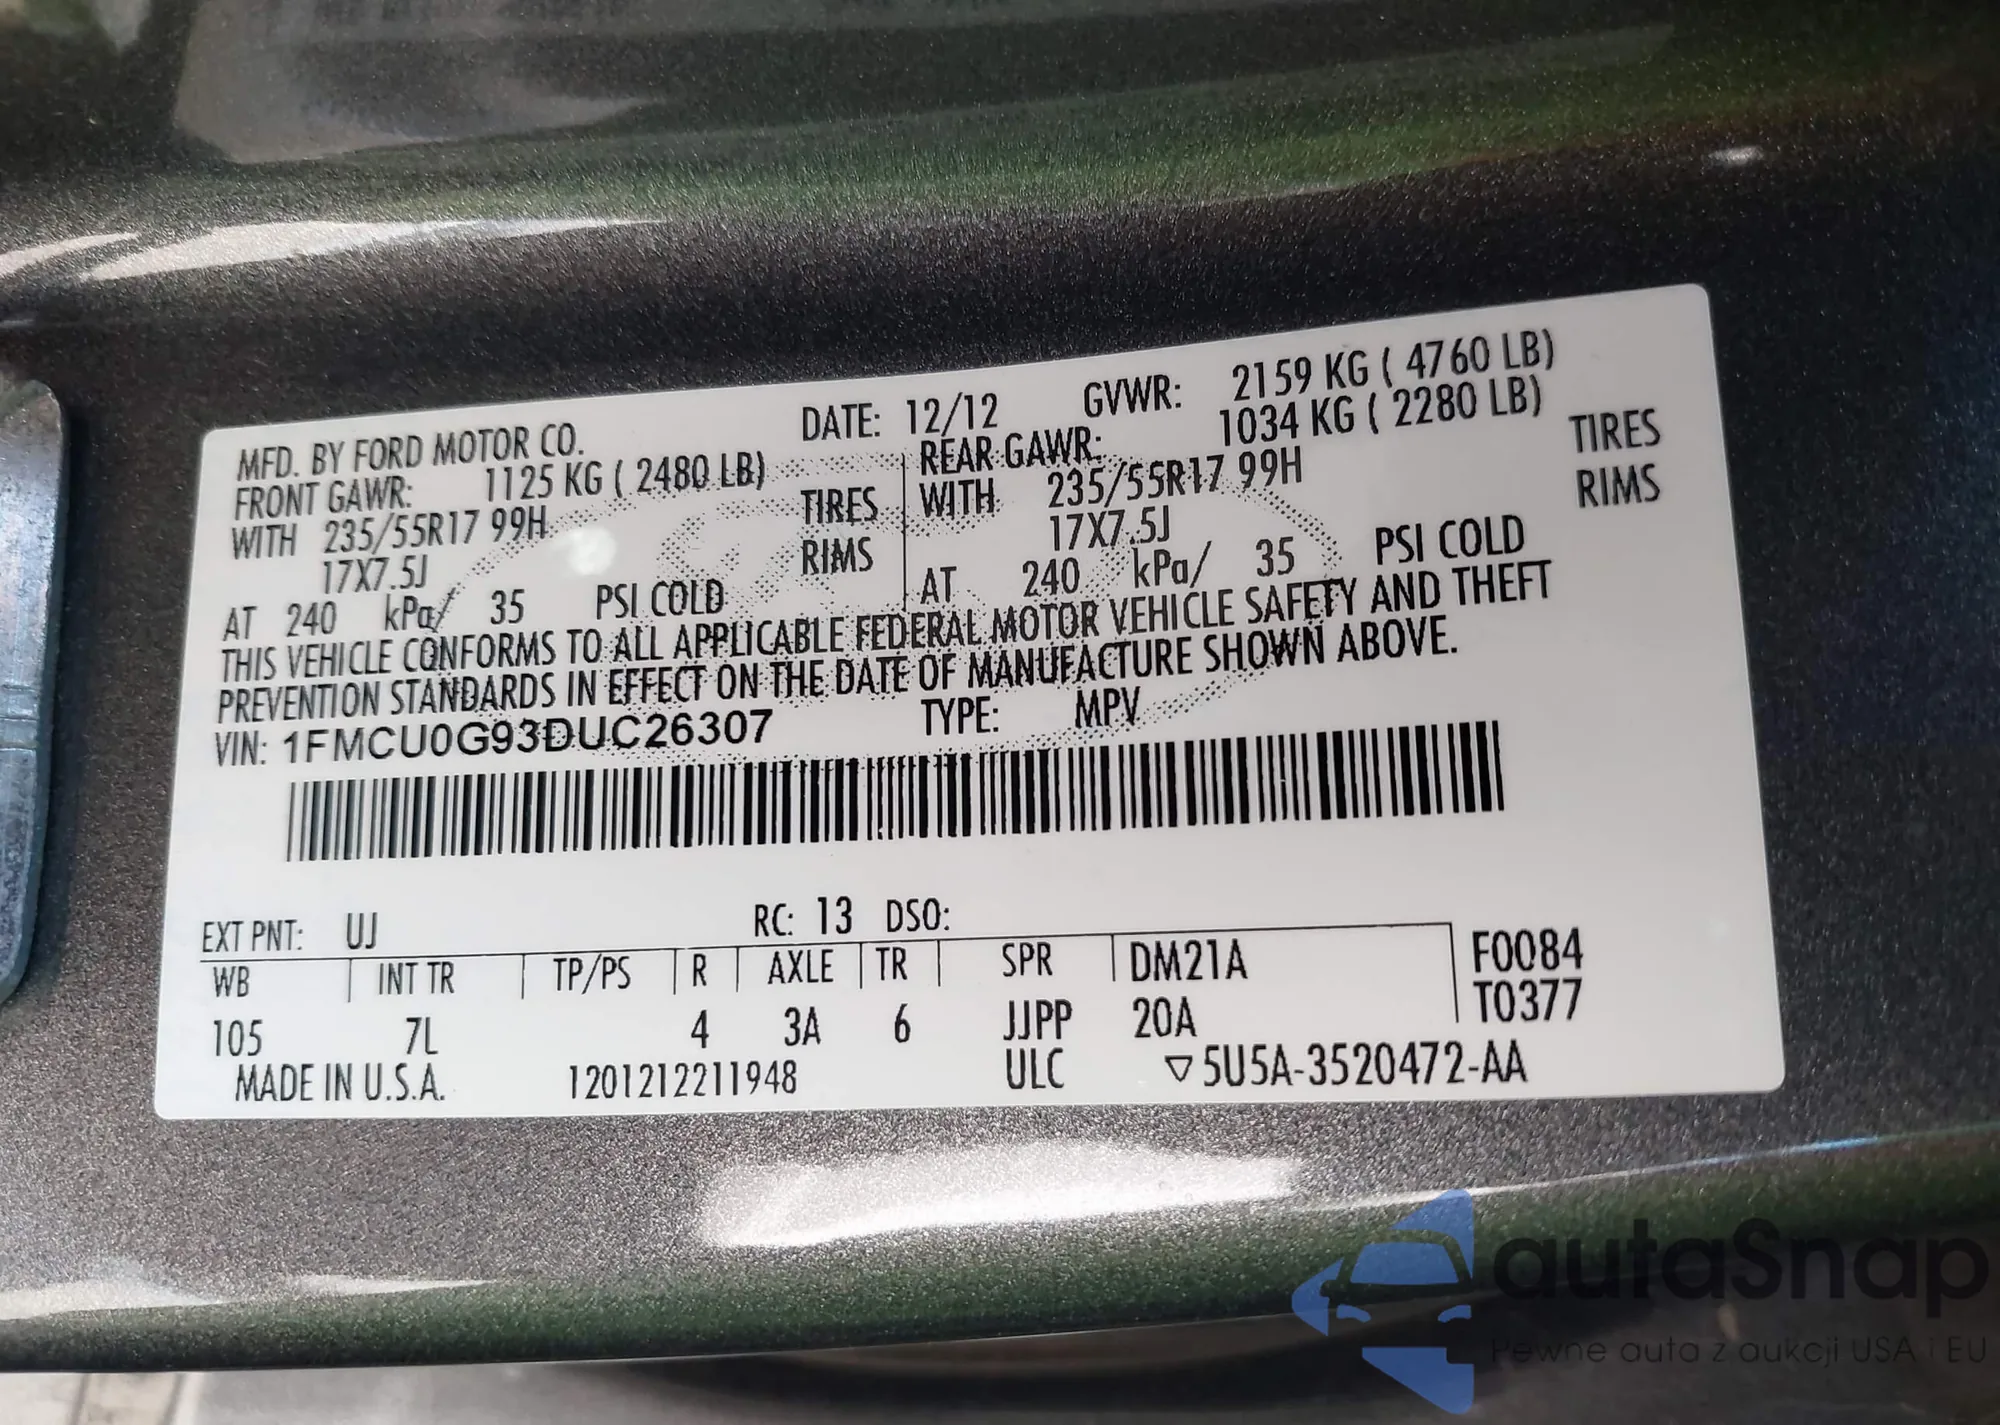 MFD. BY FORD MOTOR CO. DATE: 12/12 GVWR: 2159 KG ( 4760 LB)
FRONT GAWR: 1125 KG ( 2480 LB) REAR GAWR: 1034 KG ( 2280 LB)
WITH 235/55R17 99H TIRES WITH 235/55R17 99H TIRES
17X7.5J RIMS 17X7.5J RIMS
AT 240 kPa/ 35 PSI COLD AT 240 kPa/ 35 PSI COLD
THIS VEHICLE CONFORMS TO ALL APPLICABLE FEDERAL MOTOR VEHICLE SAFETY AND THEFT
PREVENTION STANDARDS IN EFFECT ON THE DATE OF MANUFACTURE SHOWN ABOVE.
VIN: 1FMCU0G93DUC26307 TYPE: MPV
EXT PNT: UJ RC: 13 DSO:
WB INT TR TP/PS R AXLE TR SPR DM21A F0084
105 7L 4 3A 6 JJPP 20A T0377
MADE IN U.S.A. 1201212211948 ULC ▽5U5A-3520472-AA
autaSnap
Pewne auta z aukcji USA i EU